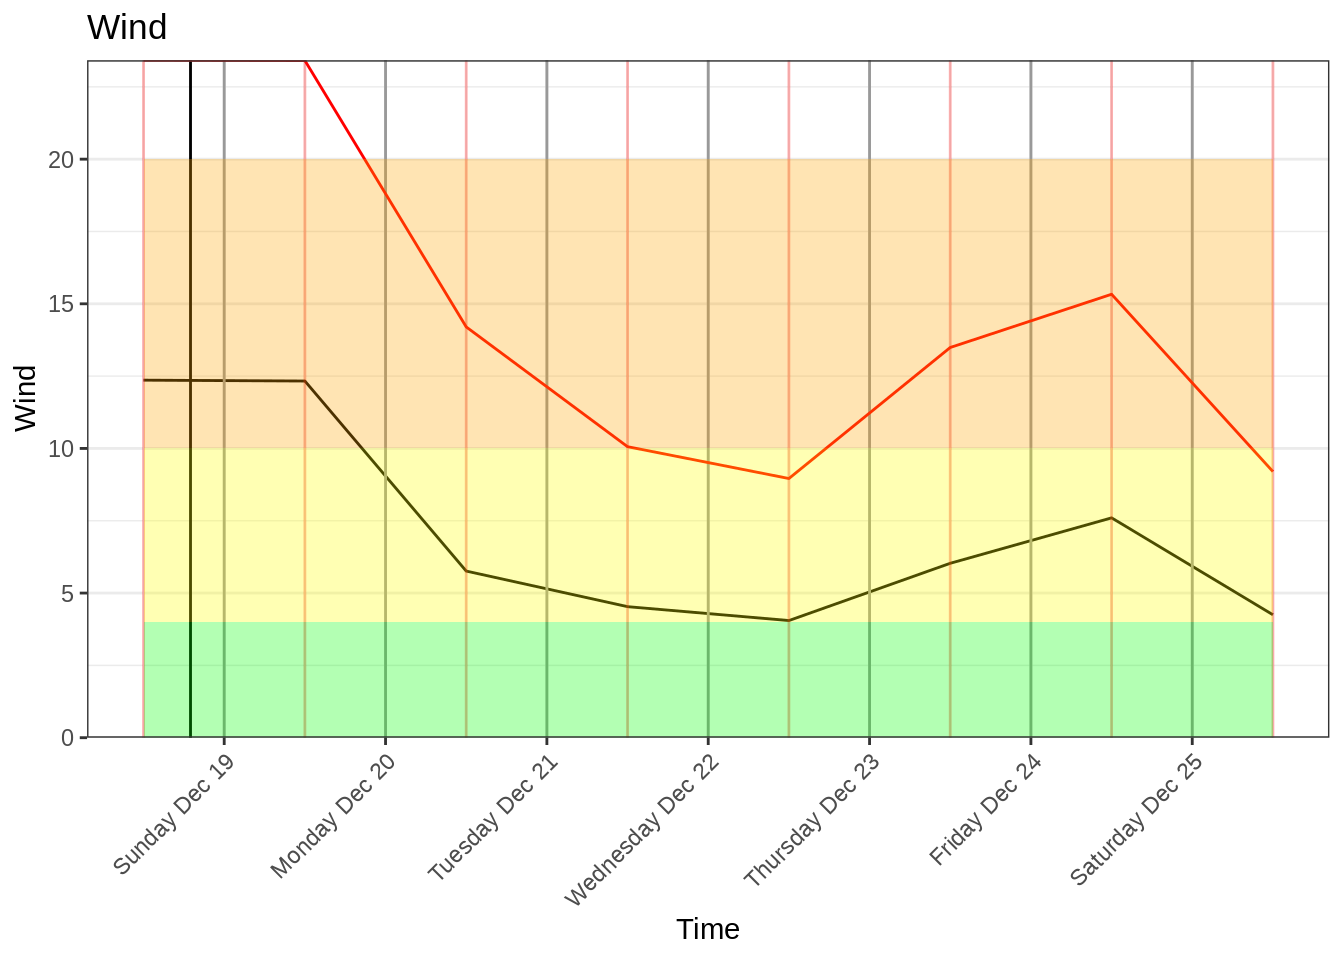 Wind
20
15
10
5
0
Wind
Sunday Dec 19
Monday Dec 20
Tuesday Dec 21
Wednesday Dec 22
Thursday Dec 23
Friday Dec 24
Saturday Dec 25
Time